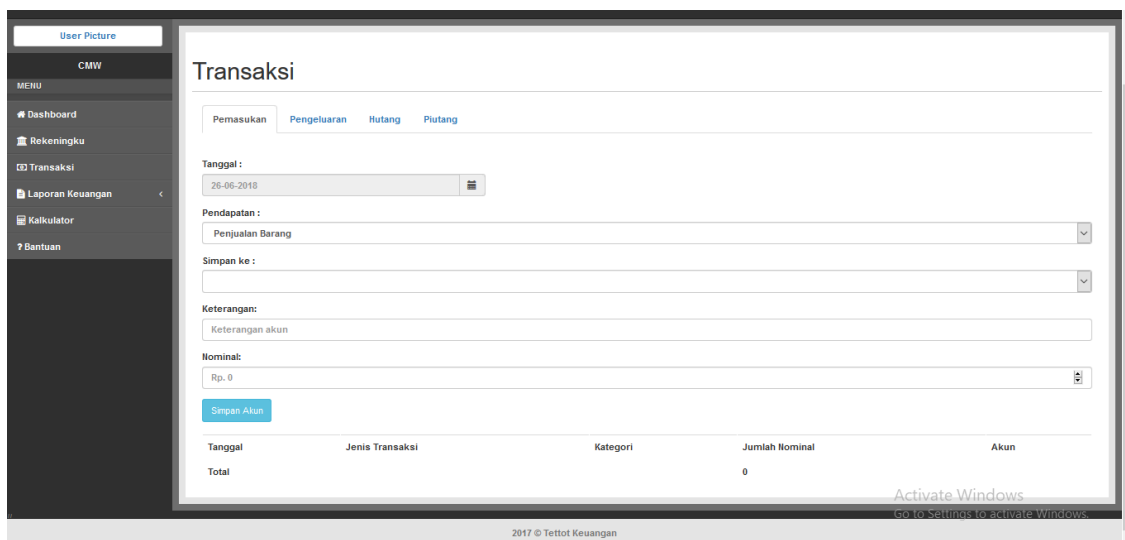 User Picture
CMW
MENU
Dashboard
Rekeningku
Transaksi
Laporan Keuangan
Kalkulator
? Bantuan
Transaksi
Pemasukan Pengeluaran Hutang Piutang
Tanggal :
26-06-2018
Pendapatan :
Penjualan Barang
Simpan ke :
Keterangan:
Keterangan akun
Nominal:
Rp. 0
Simpan Akun
Tanggal Jenis Transaksi Kategori Jumlah Nominal Akun
Total 0
Activate Windows
Go to Settings to activate Windows.
2017 © Tettot Keuangan